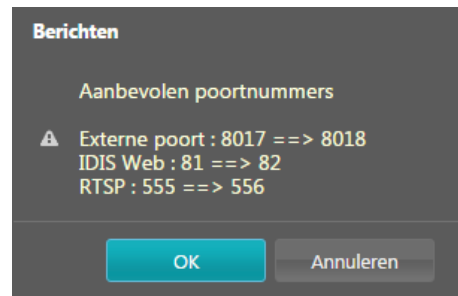 Berichten
Aanbevolen poortnummers
Externe poort : 8017 ==> 8018
IDIS Web : 81 ==> 82
RTSP : 555 ==> 556
OK
Annuleren